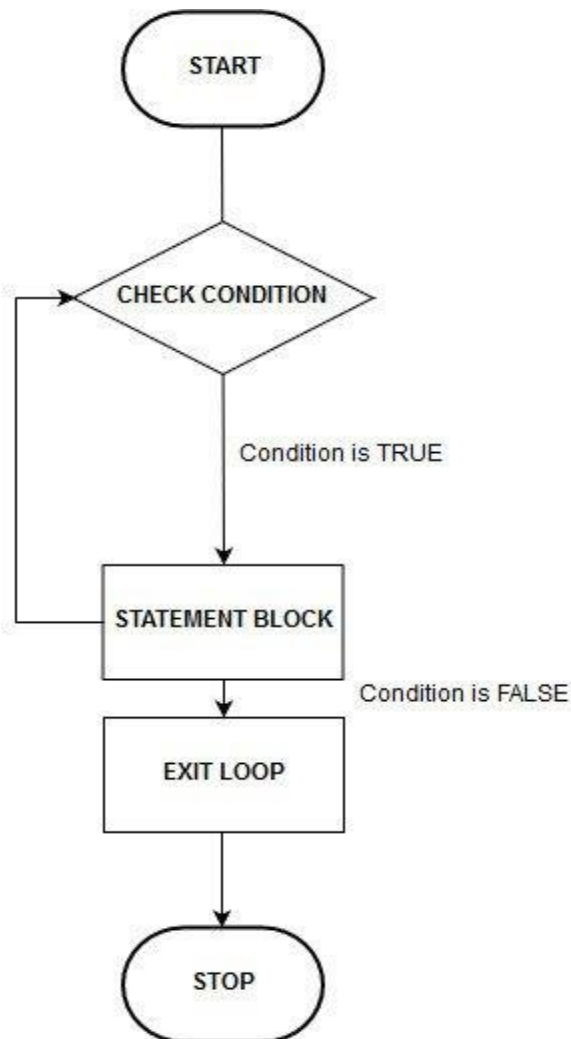 START
CHECK CONDITION
Condition is TRUE
STATEMENT BLOCK
Condition is FALSE
EXIT LOOP
STOP